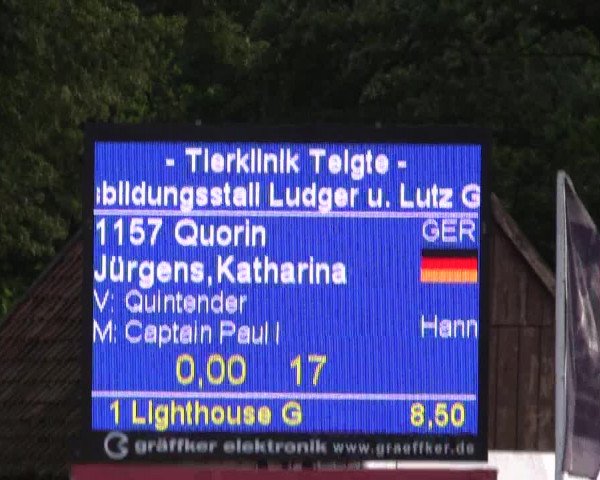 - Tierklinik Telgte -
bildungsstall Ludger u. Lutz G
1157 Quorin GER
Jürgens,Katharina
V: Quintender
M: Captain Paul I Hann
0,00 17
1 Lighthouse G 8,50
gräffker elektronik www.graeffker.de